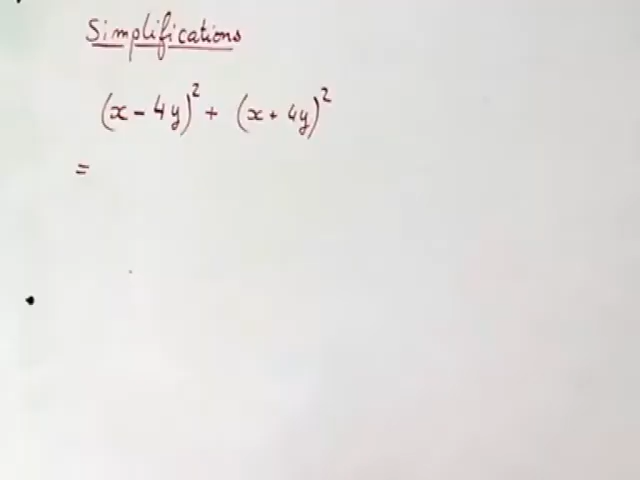 Simplifications
(x - 4y)² + (x + 4y)²
=